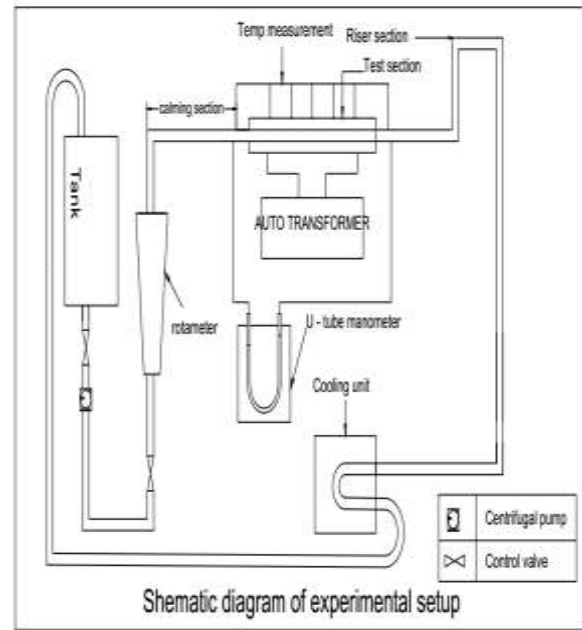 Temp measurement
Riser section
Test section
calming section
Tank
AUTO TRANSFORMER
rotameter
U - tube manometer
Cooling unit
Centrifugal pump
Control valve
Shematic diagram of experimental setup